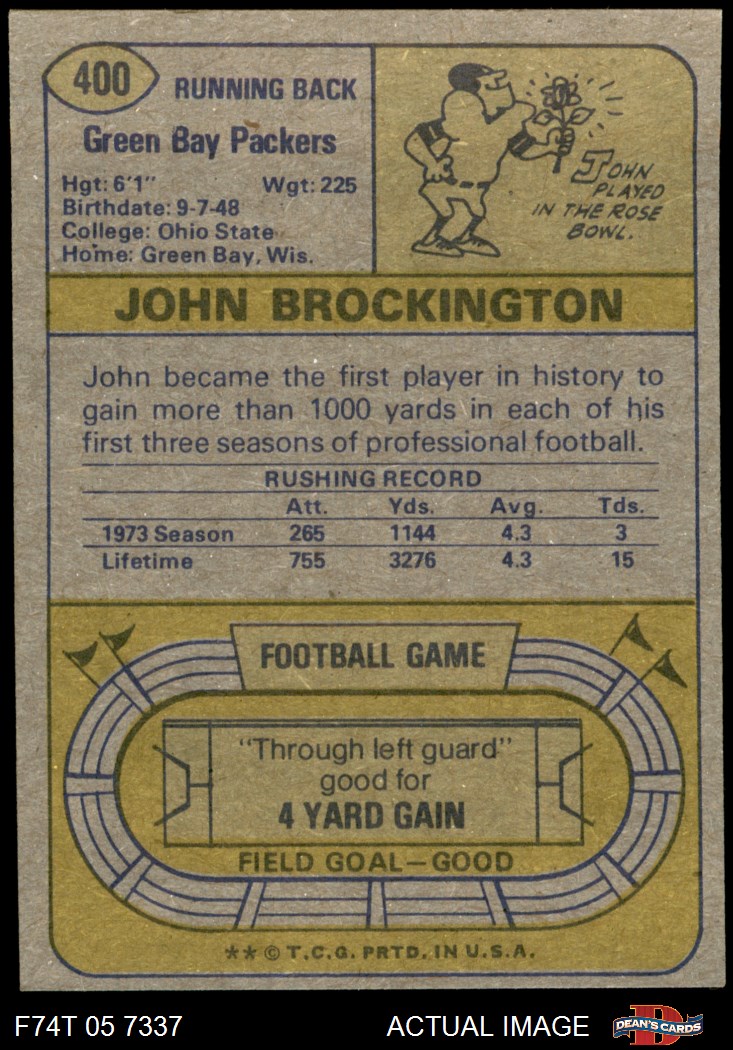 400
RUNNING BACK
Green Bay Packers
Hgt: 6'1" Wgt: 225
Birthdate: 9-7-48
College: Ohio State
Home: Green Bay, Wis.
JOHN
PLAYED
IN THE ROSE
BOWL.
JOHN BROCKINGTON
John became the first player in history to
gain more than 1000 yards in each of his
first three seasons of professional football.
RUSHING RECORD
Att. Yds. Avg. Tds.
1973 Season 265 1144 4.3 3
Lifetime 755 3276 4.3 15
FOOTBALL GAME
"Through left guard"
good for
4 YARD GAIN
FIELD GOAL—GOOD
** © T.C.G. PRTD. IN U.S.A.
F74T 05 7337 ACTUAL IMAGE D DEAN'S CARDS